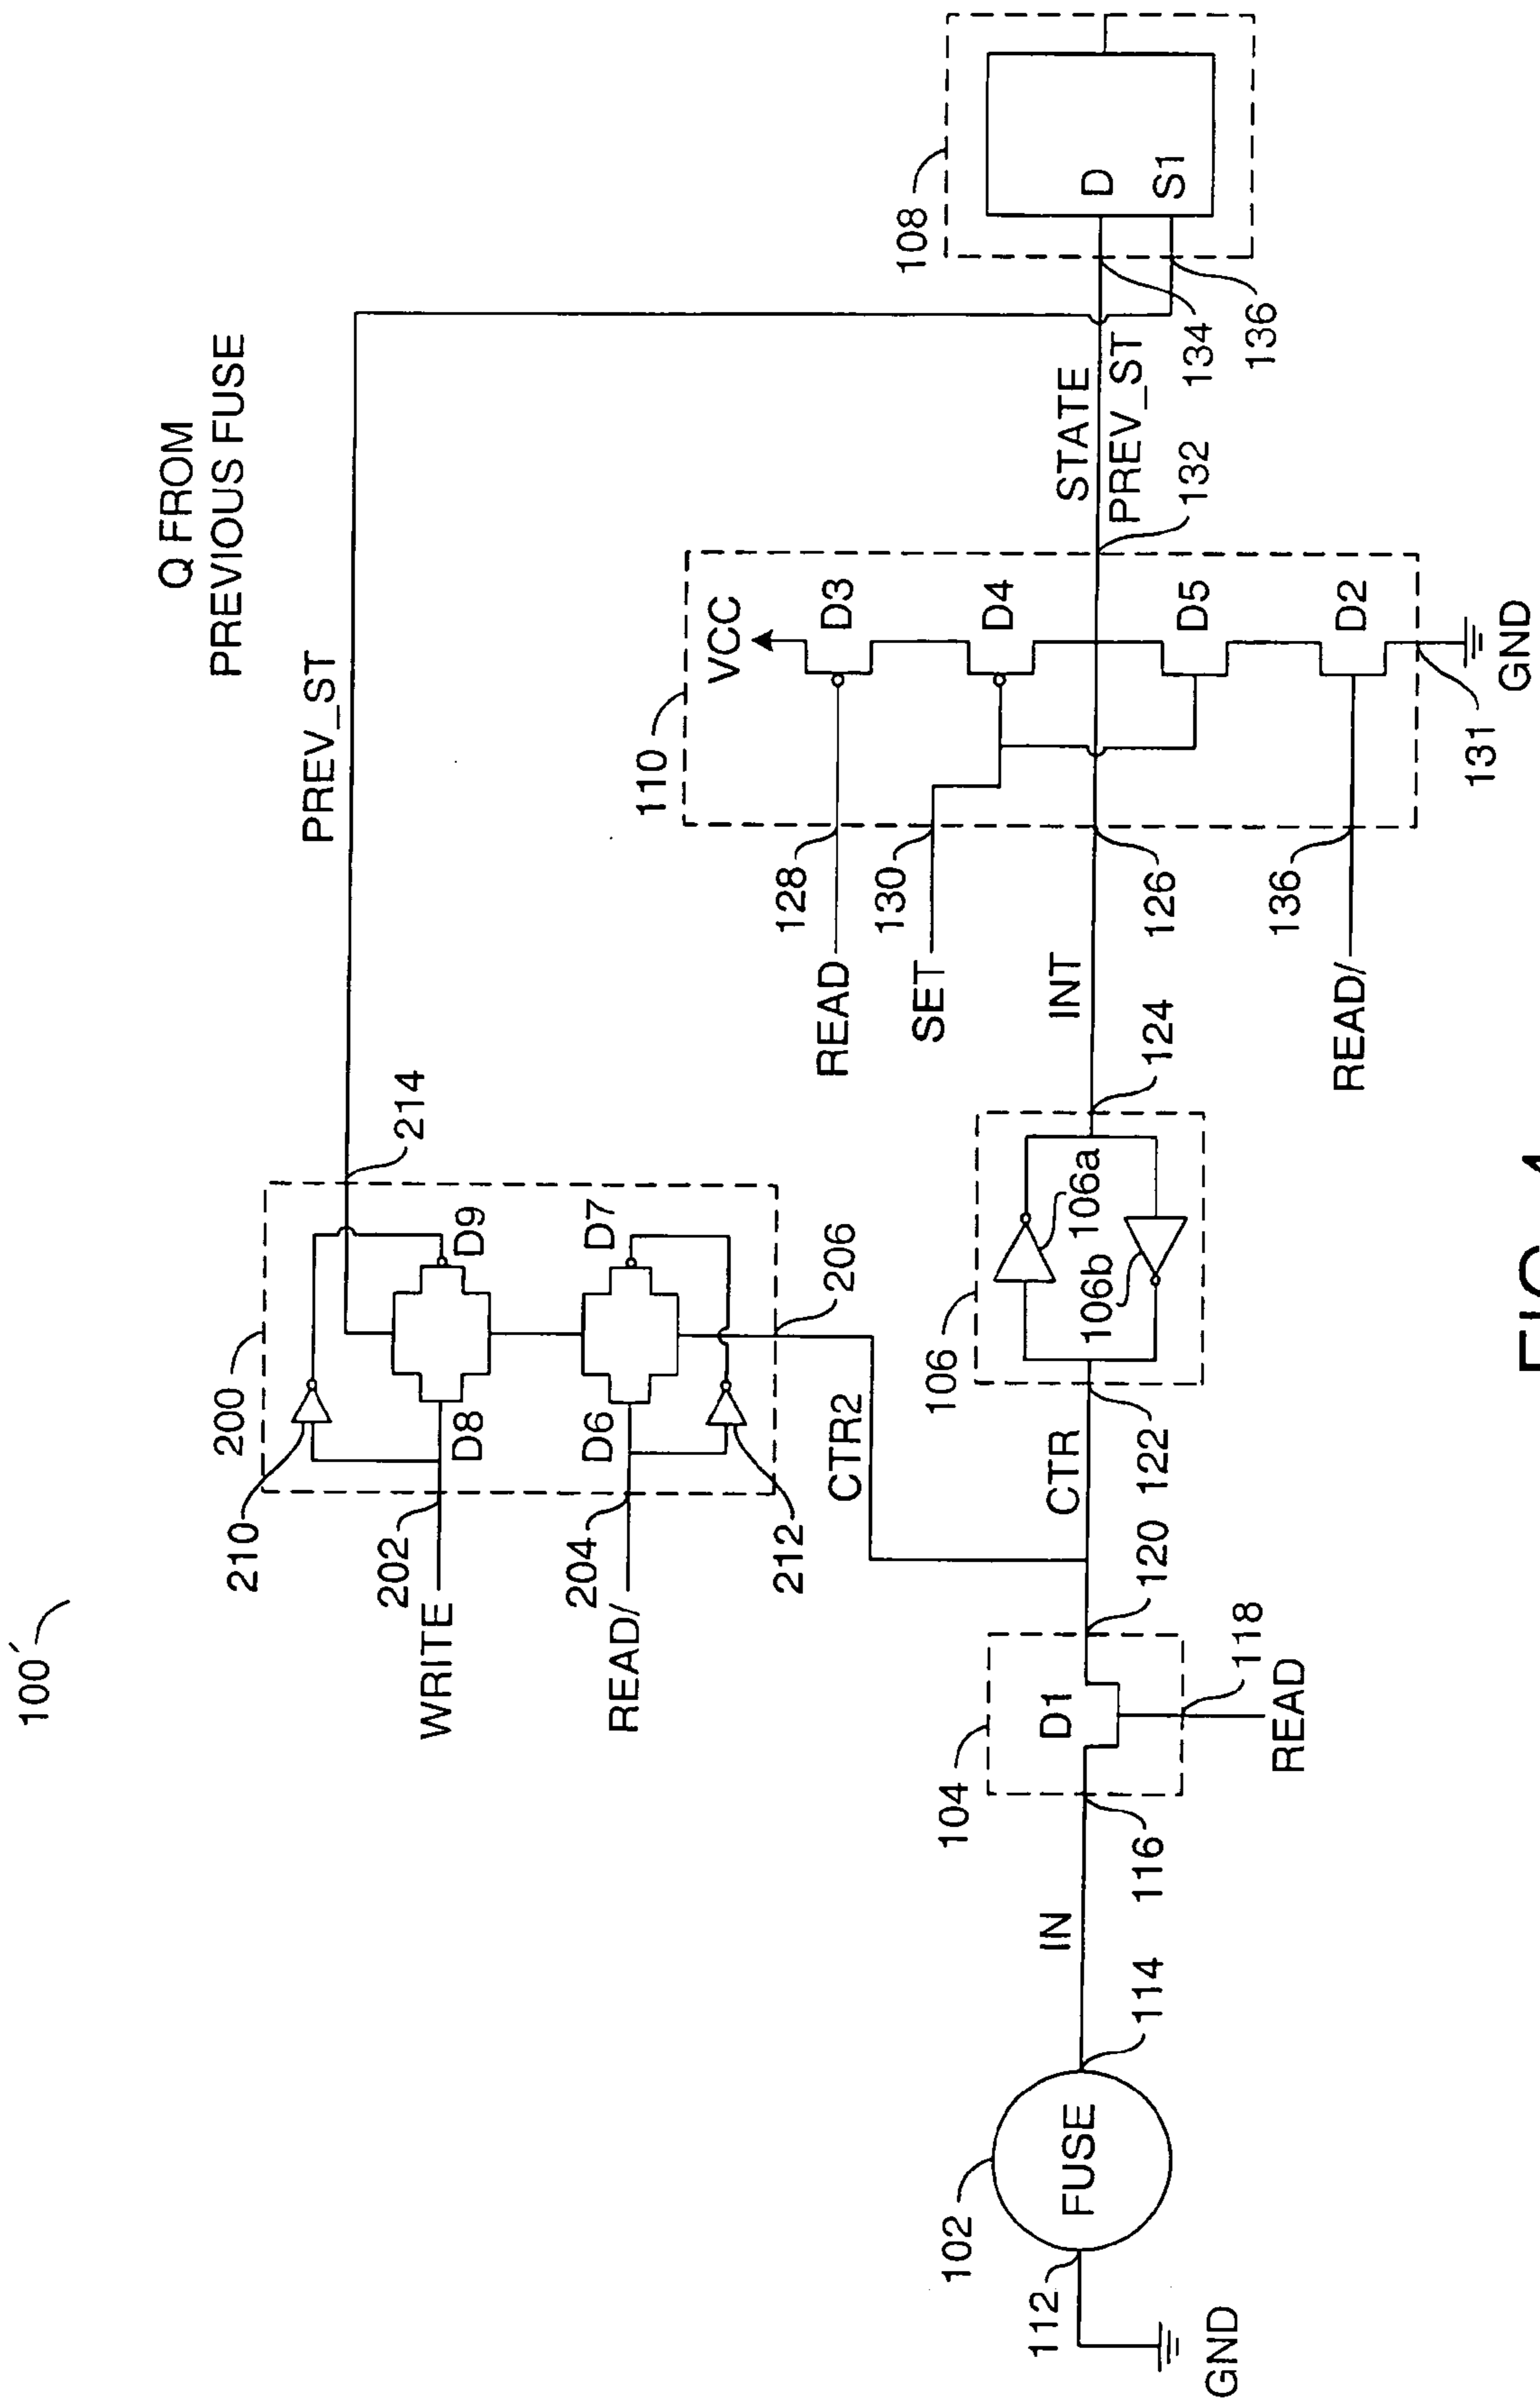 100´
Q FROM
PREVIOUS FUSE
PREV_ST
200
210
214
WRITE
202
D8
D9
READ/
204
D6
D7
212
206
CTR2
110
VCC
READ
128
D3
SET
130
D4
D5
D2
READ/
136
131
GND
102
FUSE
112
GND
114
IN
116
104
D1
118
READ
120
CTR
122
106
106a
106b
124
INT
126
132
STATE
PREV_ST
134
136
108
D
S1